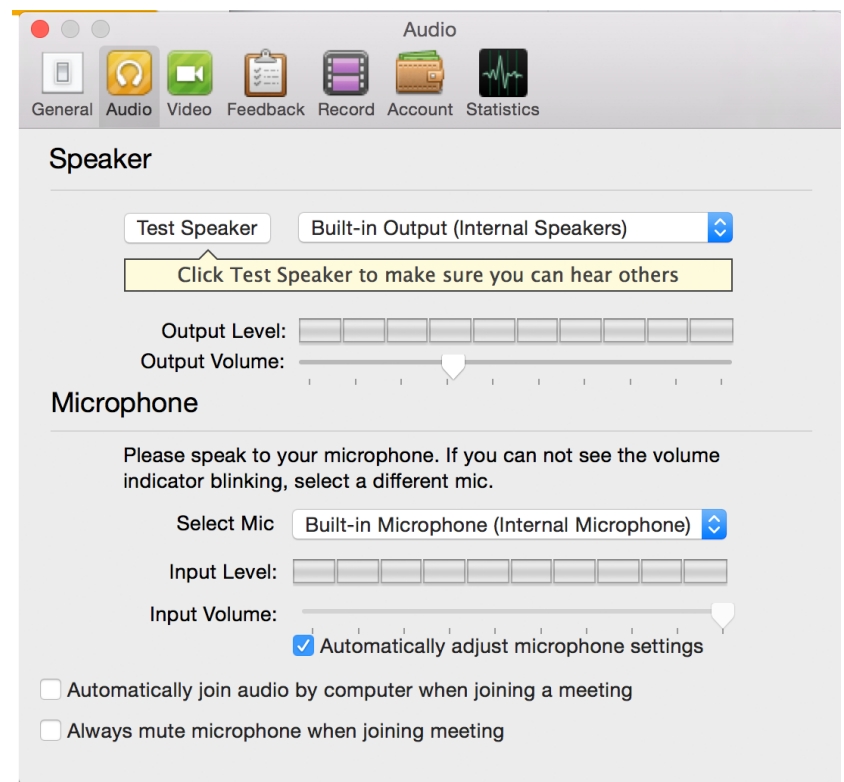 Audio
General Audio Video Feedback Record Account Statistics
Speaker
Test Speaker Built-in Output (Internal Speakers)
Click Test Speaker to make sure you can hear others
Output Level:
Output Volume:
Microphone
Please speak to your microphone. If you can not see the volume
indicator blinking, select a different mic.
Select Mic Built-in Microphone (Internal Microphone)
Input Level:
Input Volume:
Automatically adjust microphone settings
Automatically join audio by computer when joining a meeting
Always mute microphone when joining meeting